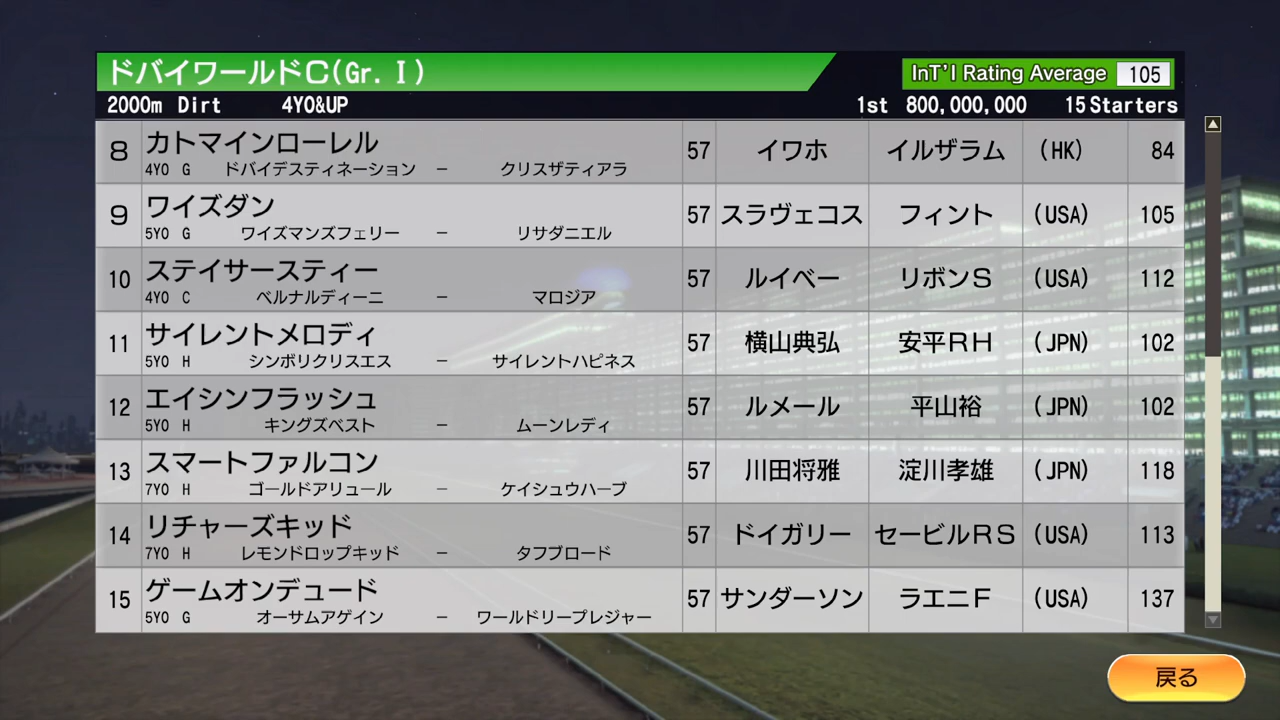 ドバイワールドC(Gr.Ⅰ)
InT'l Rating Average 105
2000m Dirt 4YO&UP 1st 800,000,000 15Starters
8 カトマインローレル 57 イワホ イルザラム (HK) 84
4YO G ドバイデスティネーション － クリスザティアラ
9 ワイズダン 57 スラヴェコス フィント (USA) 105
5YO G ワイズマンズフェリー － リサダニエル
10 ステイサースティー 57 ルイベー リボンS (USA) 112
4YO C ベルナルディーニ － マロジア
11 サイレントメロディ 57 横山典弘 安平RH (JPN) 102
5YO H シンボリクリスエス － サイレントハピネス
12 エイシンフラッシュ 57 ルメール 平山裕 (JPN) 102
5YO H キングズベスト － ムーンレディ
13 スマートファルコン 57 川田将雅 淀川孝雄 (JPN) 118
7YO H ゴールドアリュール － ケイシュウハーブ
14 リチャーズキッド 57 ドイガリー セービルRS (USA) 113
7YO H レモンドロップキッド － タフブロード
15 ゲームオンデュード 57 サンダーソン ラエニF (USA) 137
5YO G オーサムアゲイン － ワールドリープレジャー
戻る